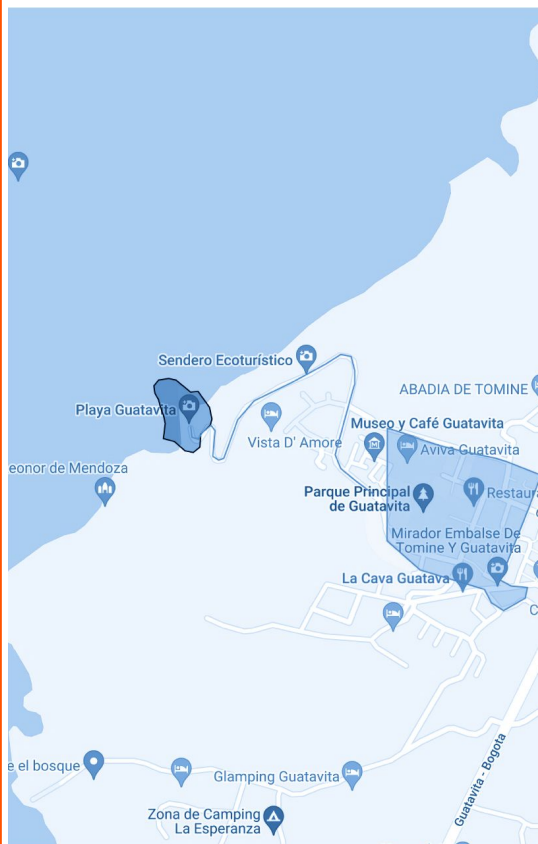 Sendero Ecoturístico
ABADIA DE TOMINE
Playa Guatavita
Museo y Café Guatavita
Vista D' Amore
Aviva Guatavita
eonor de Mendoza
Parque Principal
de Guatavita
Restaur
Mirador Embalse De
Tomine Y Guatavita
La Cava Guatava
C
Guatavita - Bogota
e el bosque
Glamping Guatavita
Zona de Camping
La Esperanza